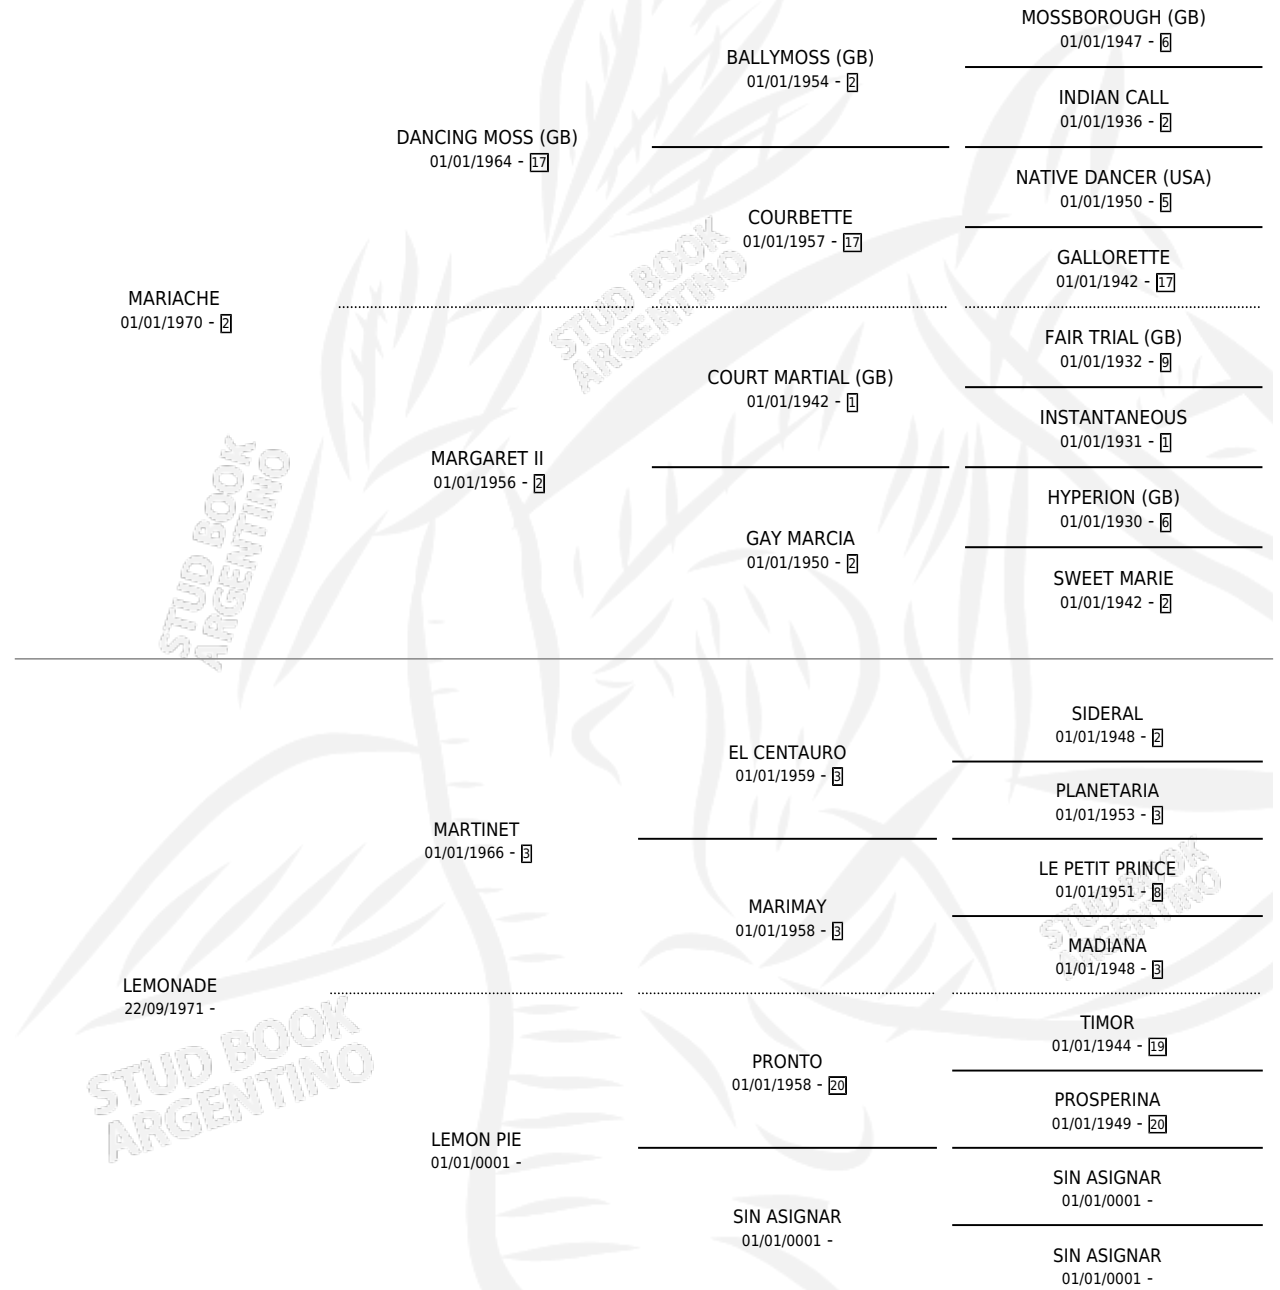 MOSSBOROUGH (GB)
01/01/1947 - 6
BALLYMOSS (GB)
01/01/1954 - 2
INDIAN CALL
01/01/1936 - 2
DANCING MOSS (GB)
01/01/1964 - 17
NATIVE DANCER (USA)
01/01/1950 - 5
COURBETTE
01/01/1957 - 17
GALLORETTE
01/01/1942 - 17
MARIACHE
01/01/1970 - 2
FAIR TRIAL (GB)
01/01/1932 - 9
COURT MARTIAL (GB)
01/01/1942 - 1
INSTANTANEOUS
01/01/1931 - 1
MARGARET II
01/01/1956 - 2
HYPERION (GB)
01/01/1930 - 6
GAY MARCIA
01/01/1950 - 2
SWEET MARIE
01/01/1942 - 2
SIDERAL
01/01/1948 - 2
EL CENTAURO
01/01/1959 - 3
PLANETARIA
01/01/1953 - 3
MARTINET
01/01/1966 - 3
LE PETIT PRINCE
01/01/1951 - 8
MARIMAY
01/01/1958 - 3
MADIANA
01/01/1948 - 3
LEMONADE
22/09/1971 -
TIMOR
01/01/1944 - 19
PRONTO
01/01/1958 - 20
PROSPERINA
01/01/1949 - 20
LEMON PIE
01/01/0001 -
SIN ASIGNAR
01/01/0001 -
SIN ASIGNAR
01/01/0001 -
SIN ASIGNAR
01/01/0001 -
STUD BOOK
ARGENTINO
STUD BOOK
ARGENTINO
STUD BOOK
ARGENTINO
STUD BOOK
ARGENTINO